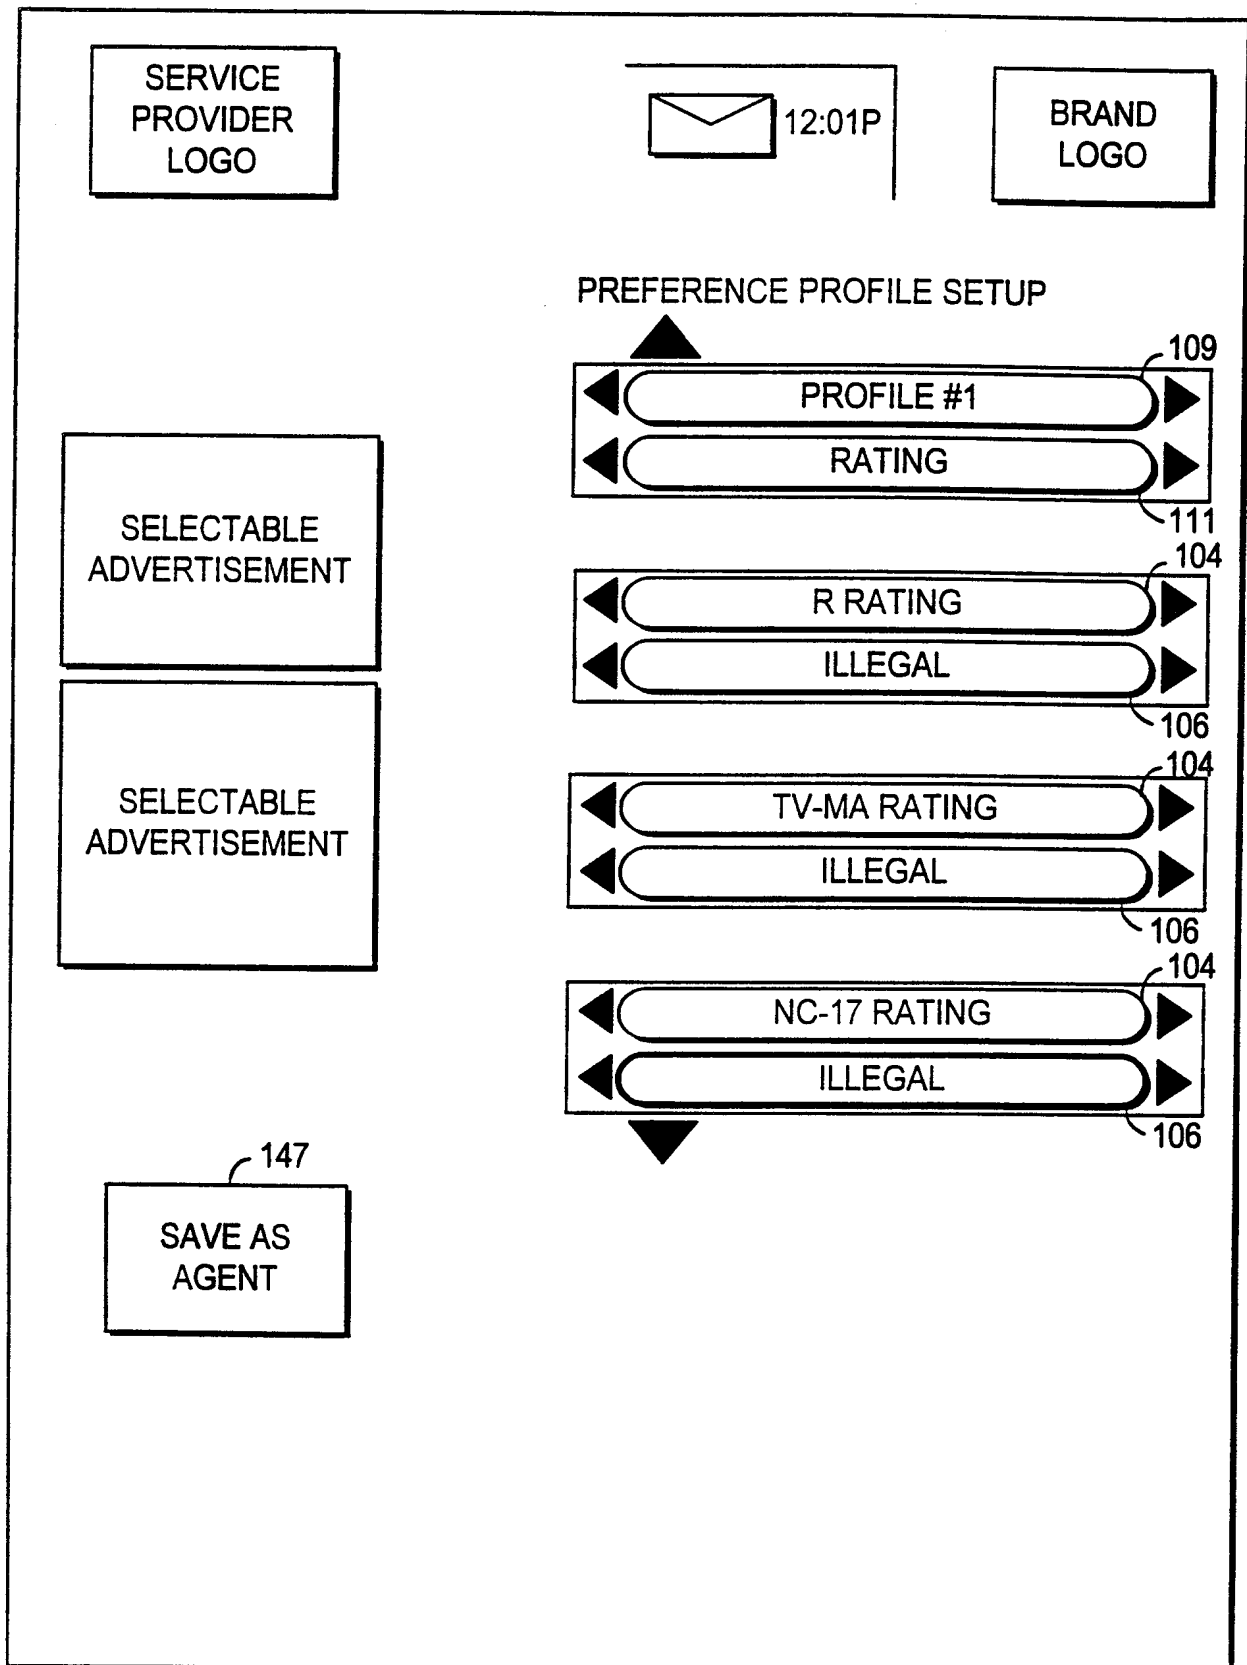 SERVICE
PROVIDER
LOGO
12:01P
BRAND
LOGO
PREFERENCE PROFILE SETUP
109
PROFILE #1
RATING
111
SELECTABLE
ADVERTISEMENT
104
R RATING
ILLEGAL
106
SELECTABLE
ADVERTISEMENT
104
TV-MA RATING
ILLEGAL
106
104
NC-17 RATING
ILLEGAL
106
147
SAVE AS
AGENT